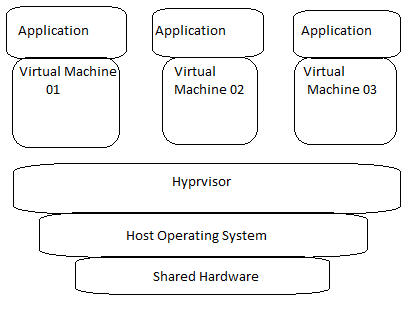 Application
Application
Application
Virtual Machine
01
Virtual
Machine 02
Virtual
Machine 03
Hyprvisor
Host Operating System
Shared Hardware